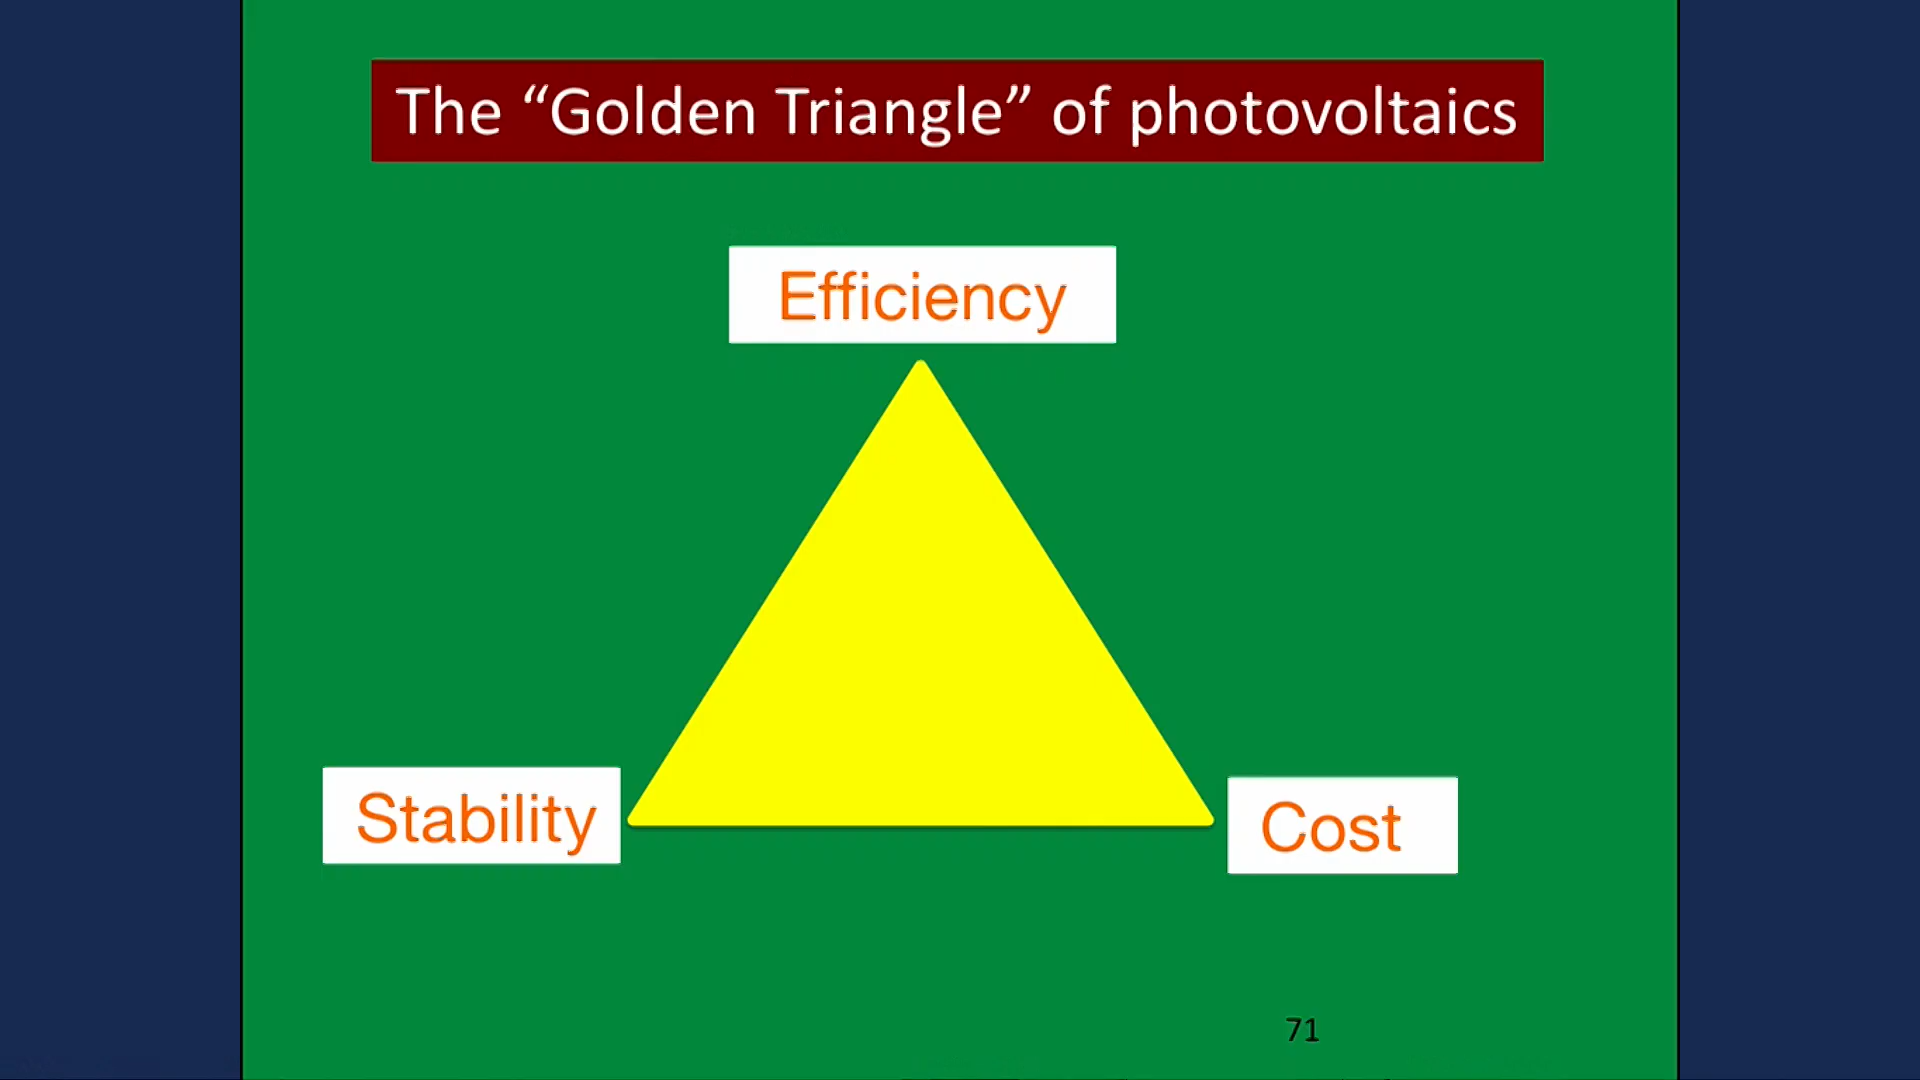 The “Golden Triangle” of photovoltaics
Efficiency
Stability
Cost
71